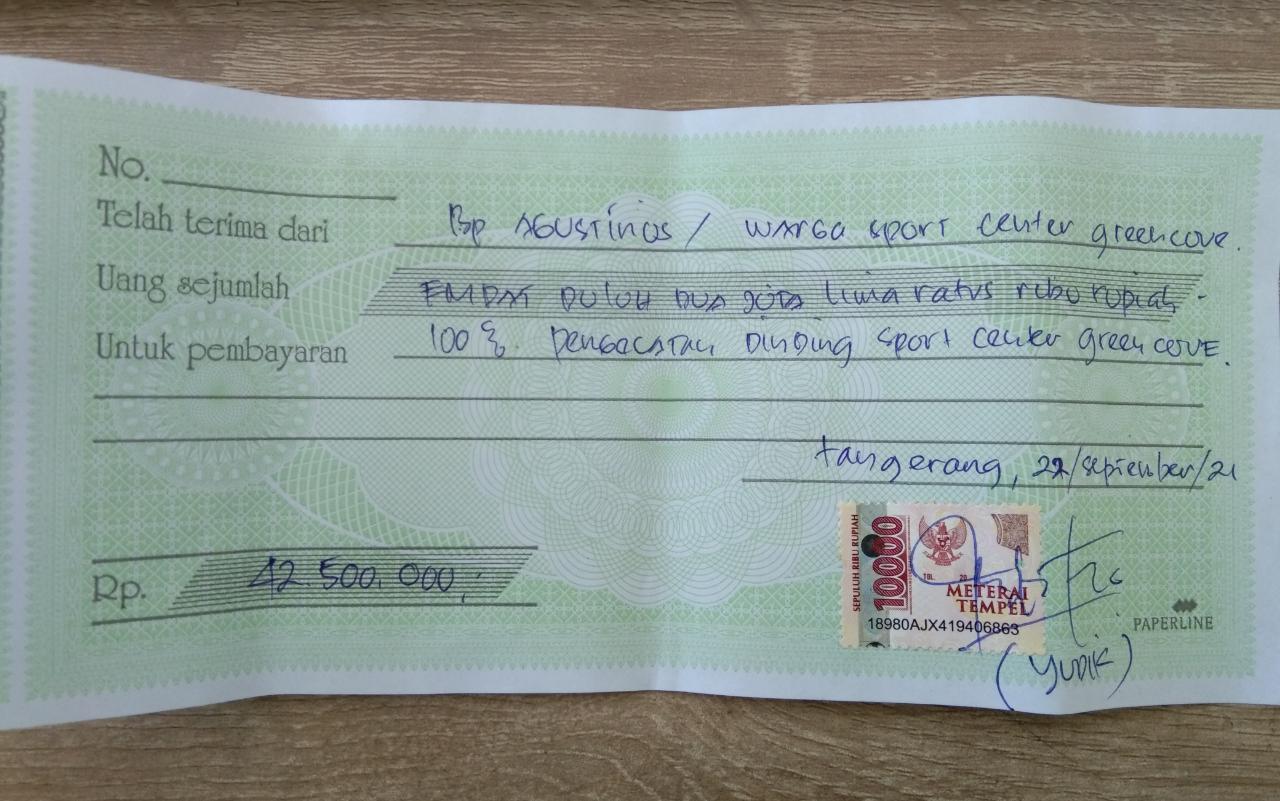 No.
Telah terima dari Bp AGUSTINUS / WARGA sport center greencove.
Uang sejumlah EMPAT PULUH DUA JUTA lima ratus ribu rupiah -
Untuk pembayaran 100%. PENGECATAN DINDING sport center green cove.
tangerang, 22/september/21
SEPULUH RIBU RUPIAH
10000
TGL. 20
METERAI
TEMPEL
18980AJX419406863
Rp. 42.500.000,-
PAPERLINE
(YUDIK)